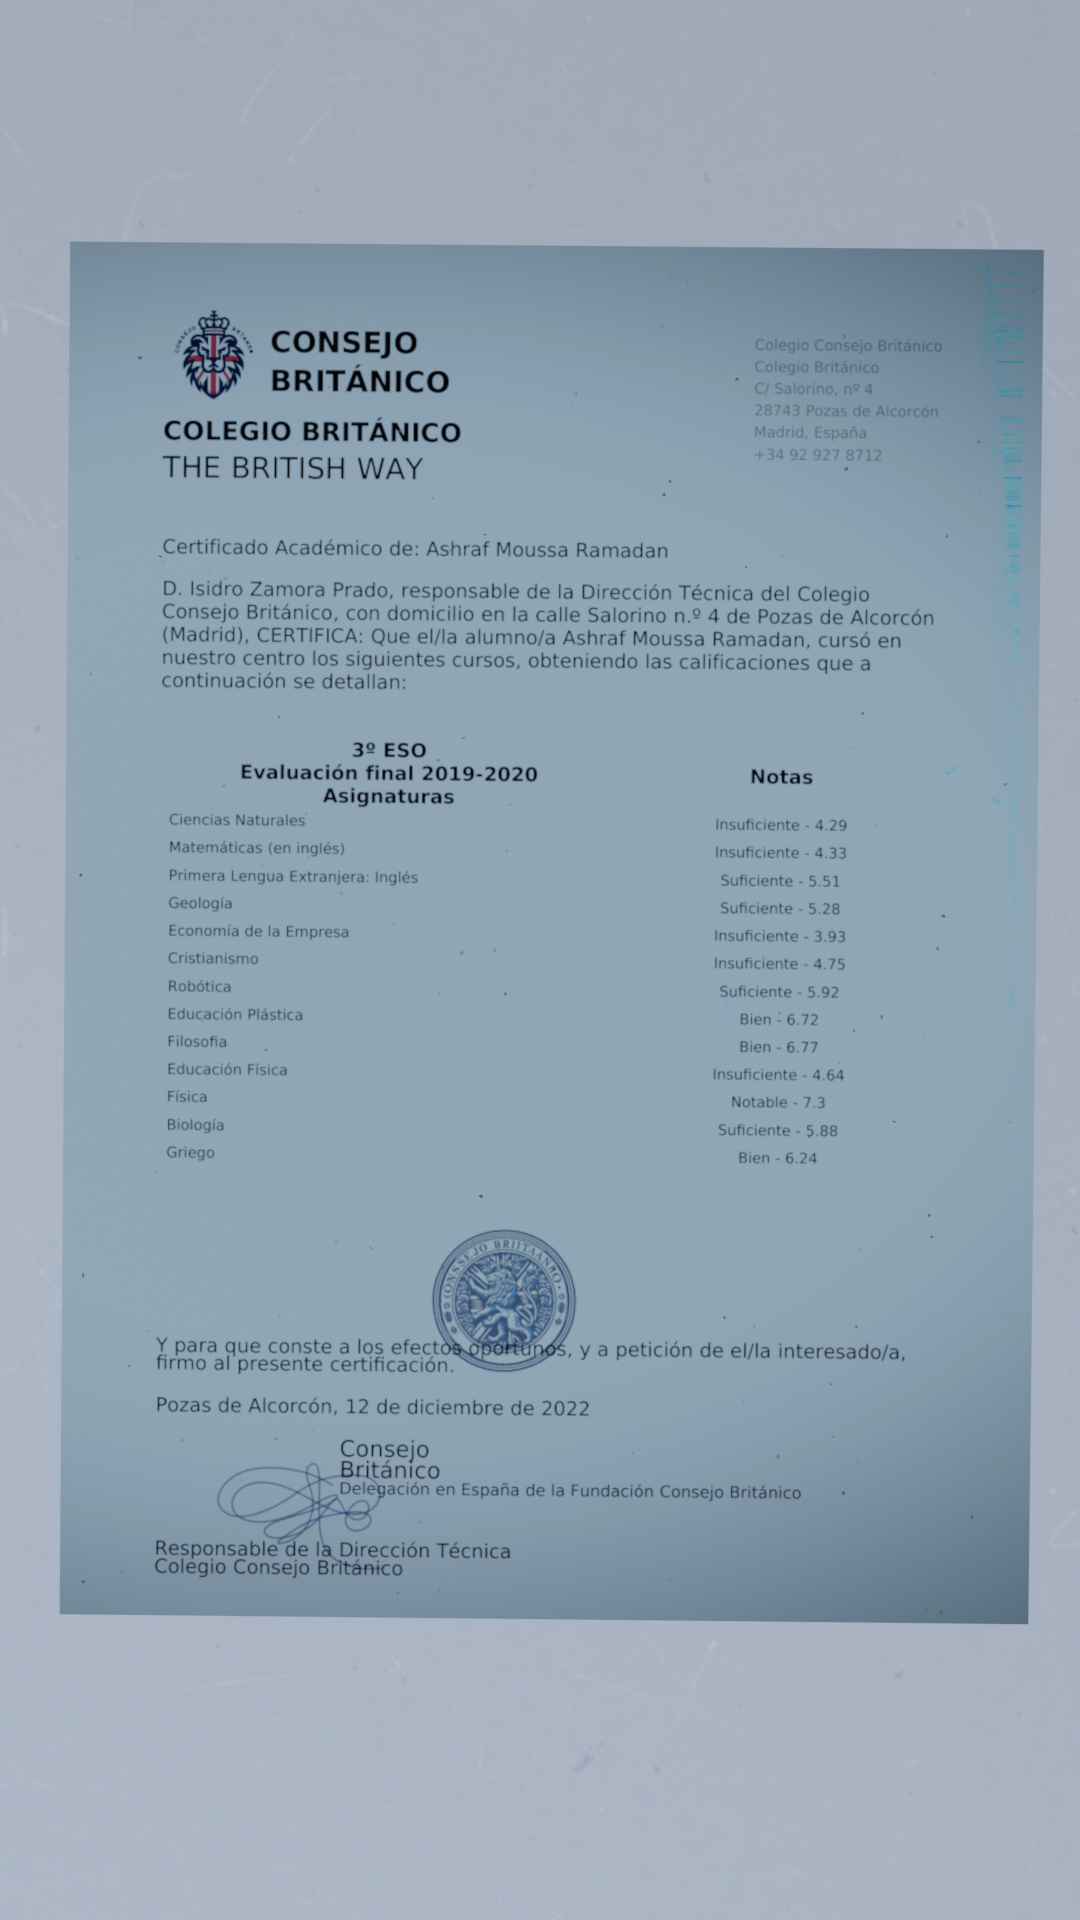 CONSEJO
BRITÁNICO
COLEGIO BRITÁNICO
THE BRITISH WAY
Colegio Consejo Británico
Colegio Británico
C/ Salorino, nº 4
28743 Pozas de Alcorcón
Madrid, España
+34 92 927 8712
Certificado Académico de: Ashraf Moussa Ramadan
D. Isidro Zamora Prado, responsable de la Dirección Técnica del Colegio
Consejo Británico, con domicilio en la calle Salorino n.º 4 de Pozas de Alcorcón
(Madrid), CERTIFICA: Que el/la alumno/a Ashraf Moussa Ramadan, cursó en
nuestro centro los siguientes cursos, obteniendo las calificaciones que a
continuación se detallan:
3º ESO
Evaluación final 2019-2020
Asignaturas
Notas
Ciencias Naturales Insuficiente - 4.29
Matemáticas (en inglés) Insuficiente - 4.33
Primera Lengua Extranjera: Inglés Suficiente - 5.51
Geología Suficiente - 5.28
Economía de la Empresa Insuficiente - 3.93
Cristianismo Insuficiente - 4.75
Robótica Suficiente - 5.92
Educación Plástica Bien - 6.72
Filosofia Bien - 6.77
Educación Física Insuficiente - 4.64
Física Notable - 7.3
Biología Suficiente - 5.88
Griego Bien - 6.24
Y para que conste a los efectos oportunos, y a petición de el/la interesado/a,
firmo al presente certificación.
Pozas de Alcorcón, 12 de diciembre de 2022
Consejo
Británico
Delegación en España de la Fundación Consejo Británico
Responsable de la Dirección Técnica
Colegio Consejo Británico